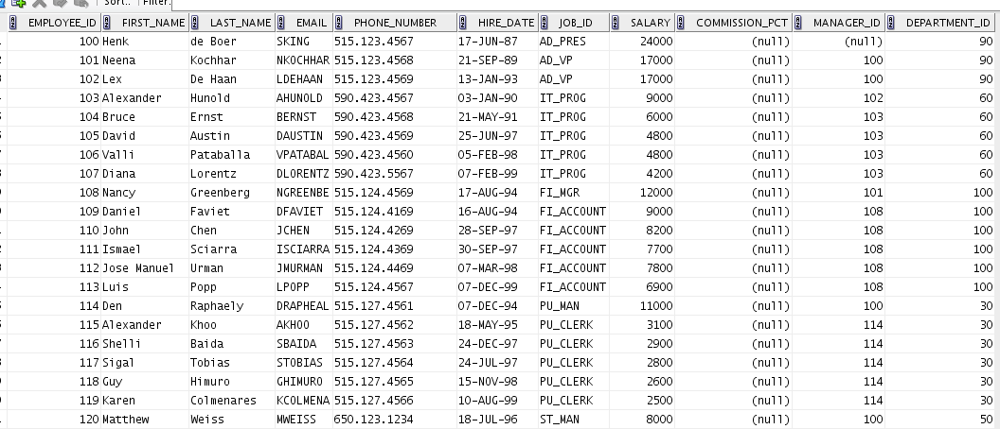 Sort.. Filter:
EMPLOYEE_ID FIRST_NAME LAST_NAME EMAIL PHONE_NUMBER HIRE_DATE JOB_ID SALARY COMMISSION_PCT MANAGER_ID DEPARTMENT_ID
100 Henk de Boer SKING 515.123.4567 17-JUN-87 AD_PRES 24000 (null) (null) 90
101 Neena Kochhar NKOCHHAR 515.123.4568 21-SEP-89 AD_VP 17000 (null) 100 90
102 Lex De Haan LDEHAAN 515.123.4569 13-JAN-93 AD_VP 17000 (null) 100 90
103 Alexander Hunold AHUNOLD 590.423.4567 03-JAN-90 IT_PROG 9000 (null) 102 60
104 Bruce Ernst BERNST 590.423.4568 21-MAY-91 IT_PROG 6000 (null) 103 60
105 David Austin DAUSTIN 590.423.4569 25-JUN-97 IT_PROG 4800 (null) 103 60
106 Valli Pataballa VPATABAL 590.423.4560 05-FEB-98 IT_PROG 4800 (null) 103 60
107 Diana Lorentz DLORENTZ 590.423.5567 07-FEB-99 IT_PROG 4200 (null) 103 60
108 Nancy Greenberg NGREENBE 515.124.4569 17-AUG-94 FI_MGR 12000 (null) 101 100
109 Daniel Faviet DFAVIET 515.124.4169 16-AUG-94 FI_ACCOUNT 9000 (null) 108 100
110 John Chen JCHEN 515.124.4269 28-SEP-97 FI_ACCOUNT 8200 (null) 108 100
111 Ismael Sciarra ISCIARRA 515.124.4369 30-SEP-97 FI_ACCOUNT 7700 (null) 108 100
112 Jose Manuel Urman JMURMAN 515.124.4469 07-MAR-98 FI_ACCOUNT 7800 (null) 108 100
113 Luis Popp LPOPP 515.124.4567 07-DEC-99 FI_ACCOUNT 6900 (null) 108 100
114 Den Raphaely DRAPHEAL 515.127.4561 07-DEC-94 PU_MAN 11000 (null) 100 30
115 Alexander Khoo AKHOO 515.127.4562 18-MAY-95 PU_CLERK 3100 (null) 114 30
116 Shelli Baida SBAIDA 515.127.4563 24-DEC-97 PU_CLERK 2900 (null) 114 30
117 Sigal Tobias STOBIAS 515.127.4564 24-JUL-97 PU_CLERK 2800 (null) 114 30
118 Guy Himuro GHIMURO 515.127.4565 15-NOV-98 PU_CLERK 2600 (null) 114 30
119 Karen Colmenares KCOLMENA 515.127.4566 10-AUG-99 PU_CLERK 2500 (null) 114 30
120 Matthew Weiss MWEISS 650.123.1234 18-JUL-96 ST_MAN 8000 (null) 100 50